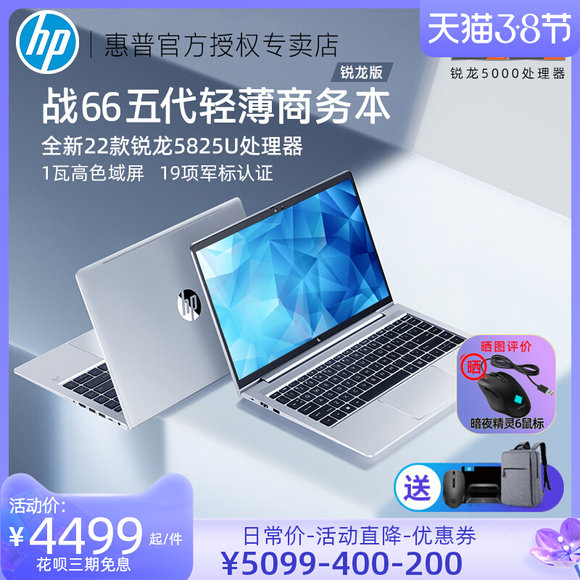 hp 惠普官方授权专卖店
天猫3.8节
锐龙5000处理器
锐龙版
战66五代轻薄商务本
全新22款锐龙5825U处理器
1瓦高色域屏 19项军标认证
hp
晒图评价
晒
暗夜精灵6鼠标
送
活动价:
¥4499起/件
花呗三期免息
日常价-活动直降-优惠券
¥5099-400-200